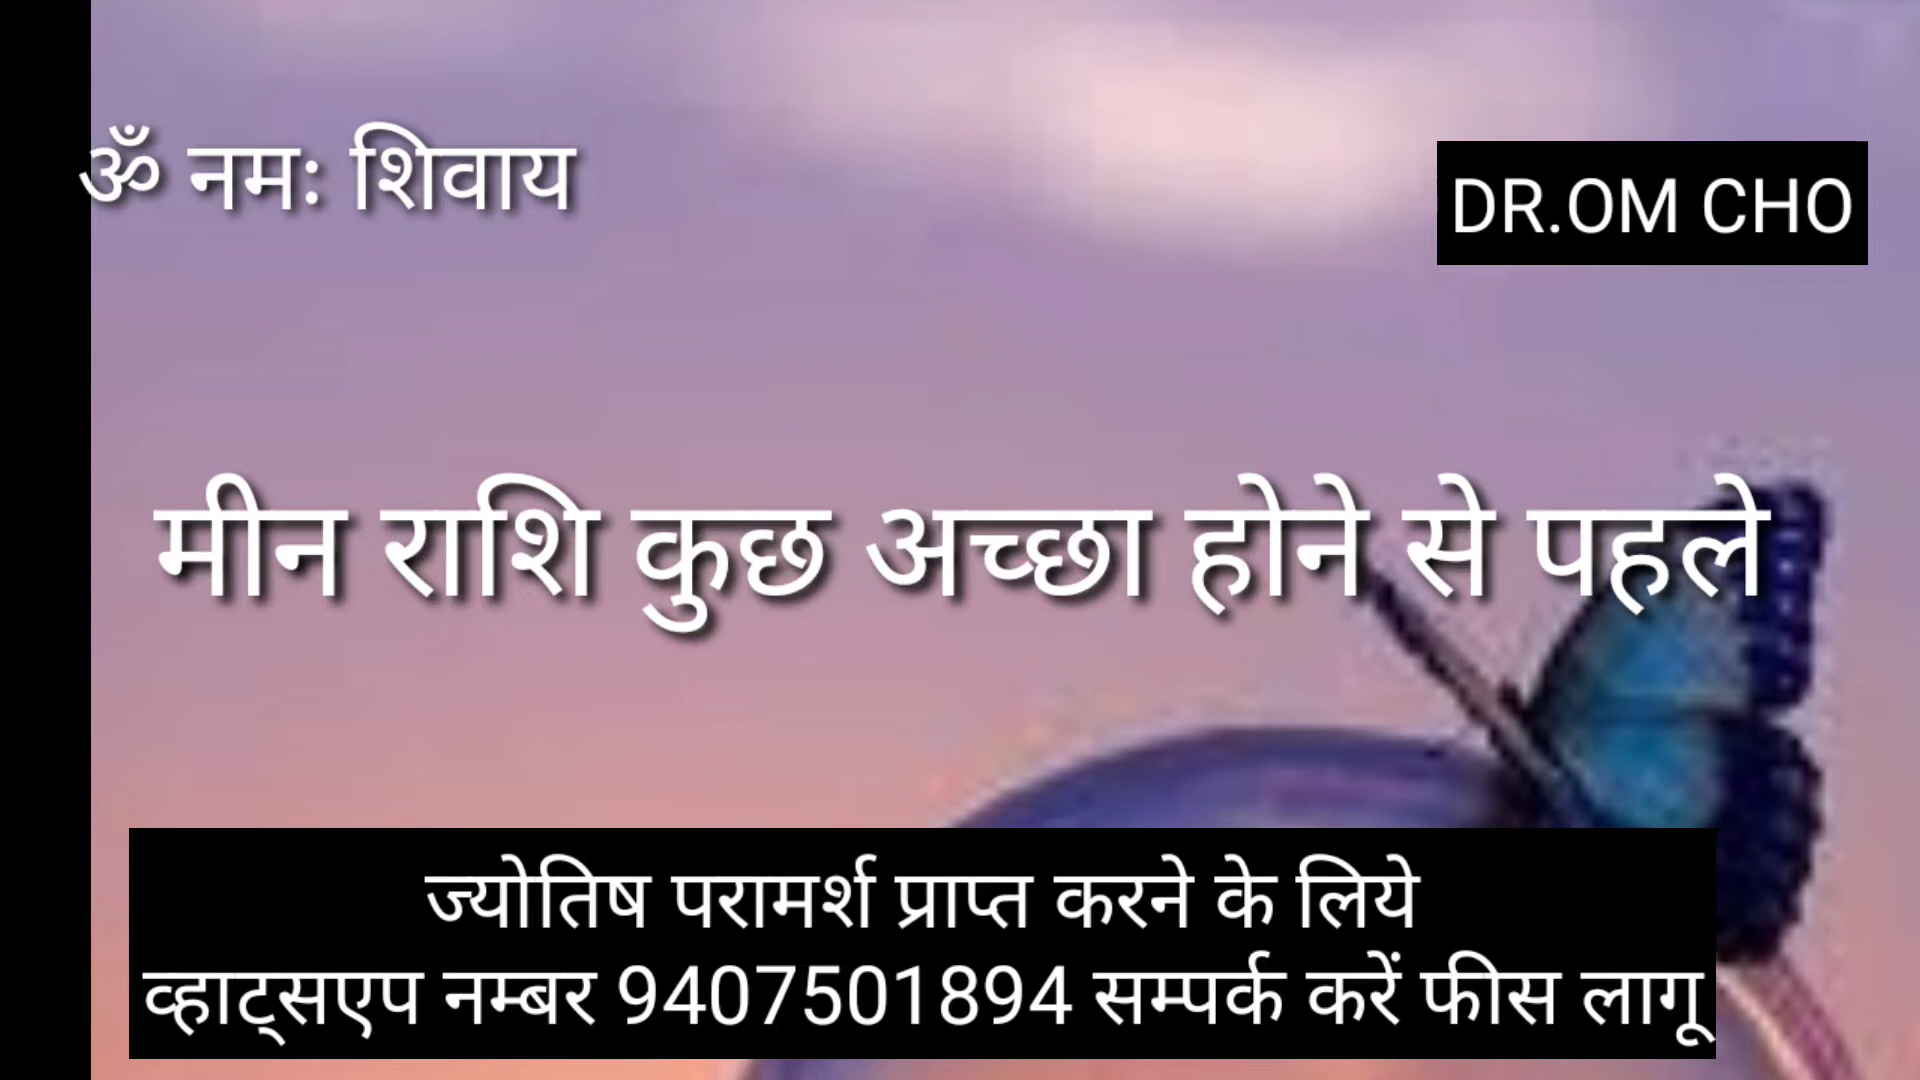 ॐ नमः शिवाय
DR.OM CHO
मीन राशि कुछ अच्छा होने से पहले
ज्योतिष परामर्श प्राप्त करने के लिये
व्हाट्सएप नम्बर 9407501894 सम्पर्क करें फीस लागू